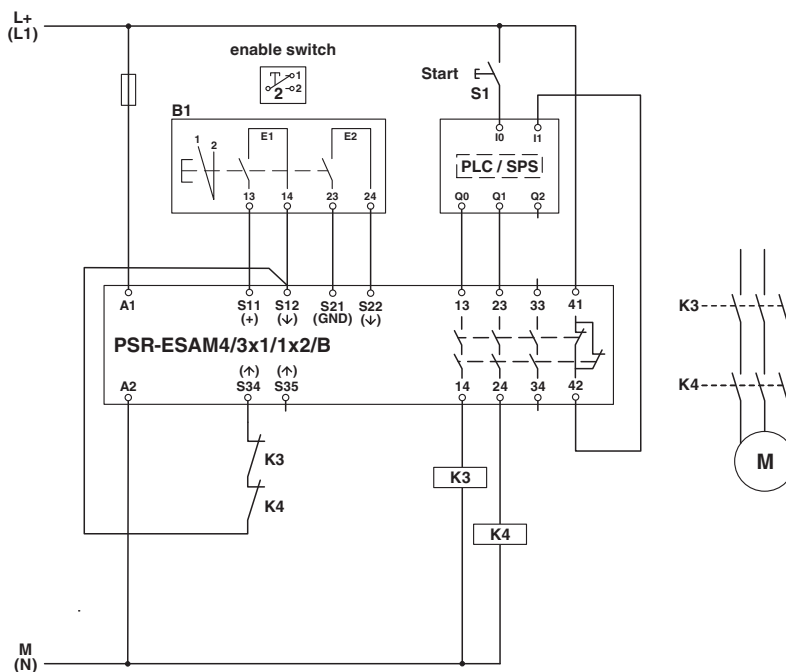 L+
(L1)
enable switch
1
2
2
Start
S1
B1
1 2
E1
E2
13 14 23 24
I0 I1
PLC / SPS
Q0 Q1 Q2
A1
S11 S12 S21 S22
(+) (↓) (GND) (↓)
13 23 33 41
PSR-ESAM4/3x1/1x2/B
(↑) (↑)
A2 S34 S35
14 24 34 42
K3
K4
K3
K4
K3
K4
M
M
(N)